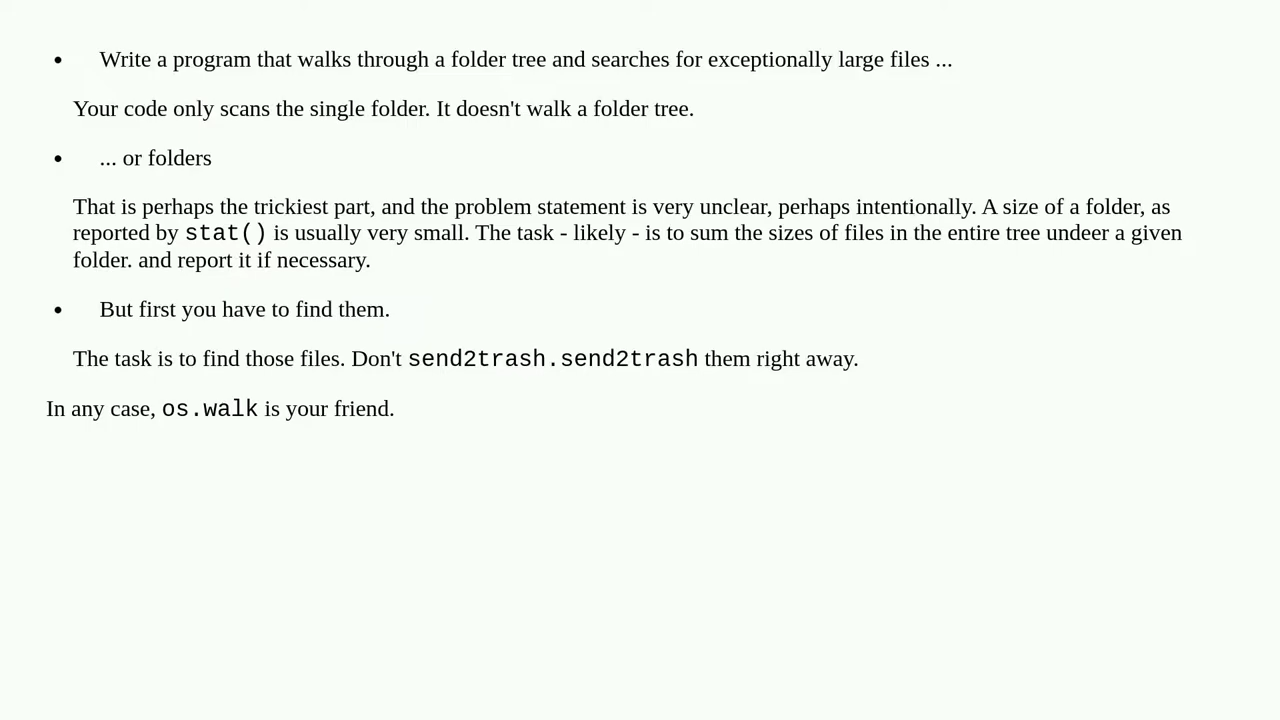 • Write a program that walks through a folder tree and searches for exceptionally large files ...
Your code only scans the single folder. It doesn't walk a folder tree.
• ... or folders
That is perhaps the trickiest part, and the problem statement is very unclear, perhaps intentionally. A size of a folder, as
reported by stat() is usually very small. The task - likely - is to sum the sizes of files in the entire tree undeer a given
folder. and report it if necessary.
• But first you have to find them.
The task is to find those files. Don't send2trash.send2trash them right away.
In any case, os.walk is your friend.